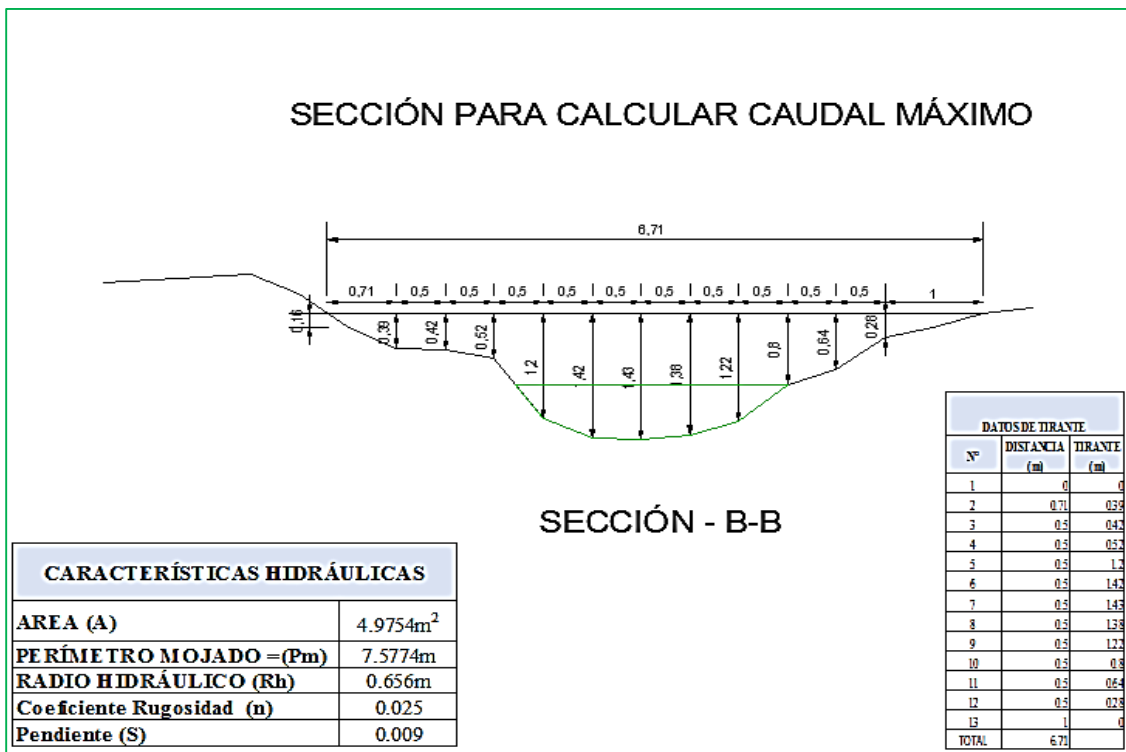 SECCIÓN PARA CALCULAR CAUDAL MÁXIMO
6,71
0,71 0,5 0,5 0,5 0,5 0,5 0,5 0,5 0,5 0,5 0,5 1
0,16 0,39 0,42 0,52 1,2 1,42 1,43 1,38 1,22 0,8 0,64 0,28
SECCIÓN - B-B
CARACTERÍSTICAS HIDRÁULICAS
AREA (A) 4.9754m²
PERÍMETRO MOJADO =(Pm) 7.5774m
RADIO HIDRÁULICO (Rh) 0.656m
Coeficiente Rugosidad (n) 0.025
Pendiente (S) 0.009
DATOS DE TIRANTE
Nº DISTANCIA (m) TIRANTE (m)
1 0 0
2 0.71 0.39
3 0.5 0.42
4 0.5 0.52
5 0.5 1.2
6 0.5 1.42
7 0.5 1.43
8 0.5 1.38
9 0.5 1.22
10 0.5 0.8
11 0.5 0.64
12 0.5 0.28
13 1 0
TOTAL 6.71